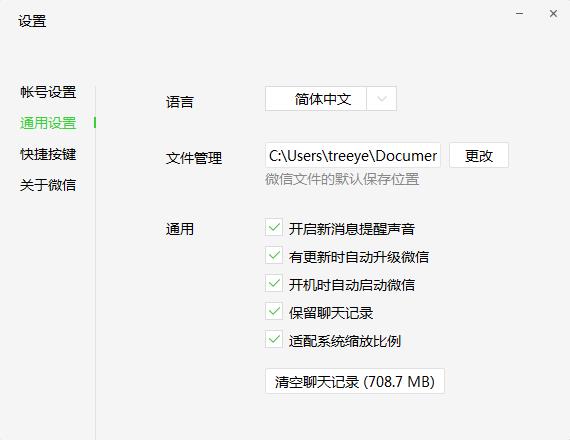 设置
帐号设置
通用设置
快捷按键
关于微信
语言
简体中文
文件管理
C:\Users\treeye\Documer
更改
微信文件的默认保存位置
通用
开启新消息提醒声音
有更新时自动升级微信
开机时自动启动微信
保留聊天记录
适配系统缩放比例
清空聊天记录 (708.7 MB)